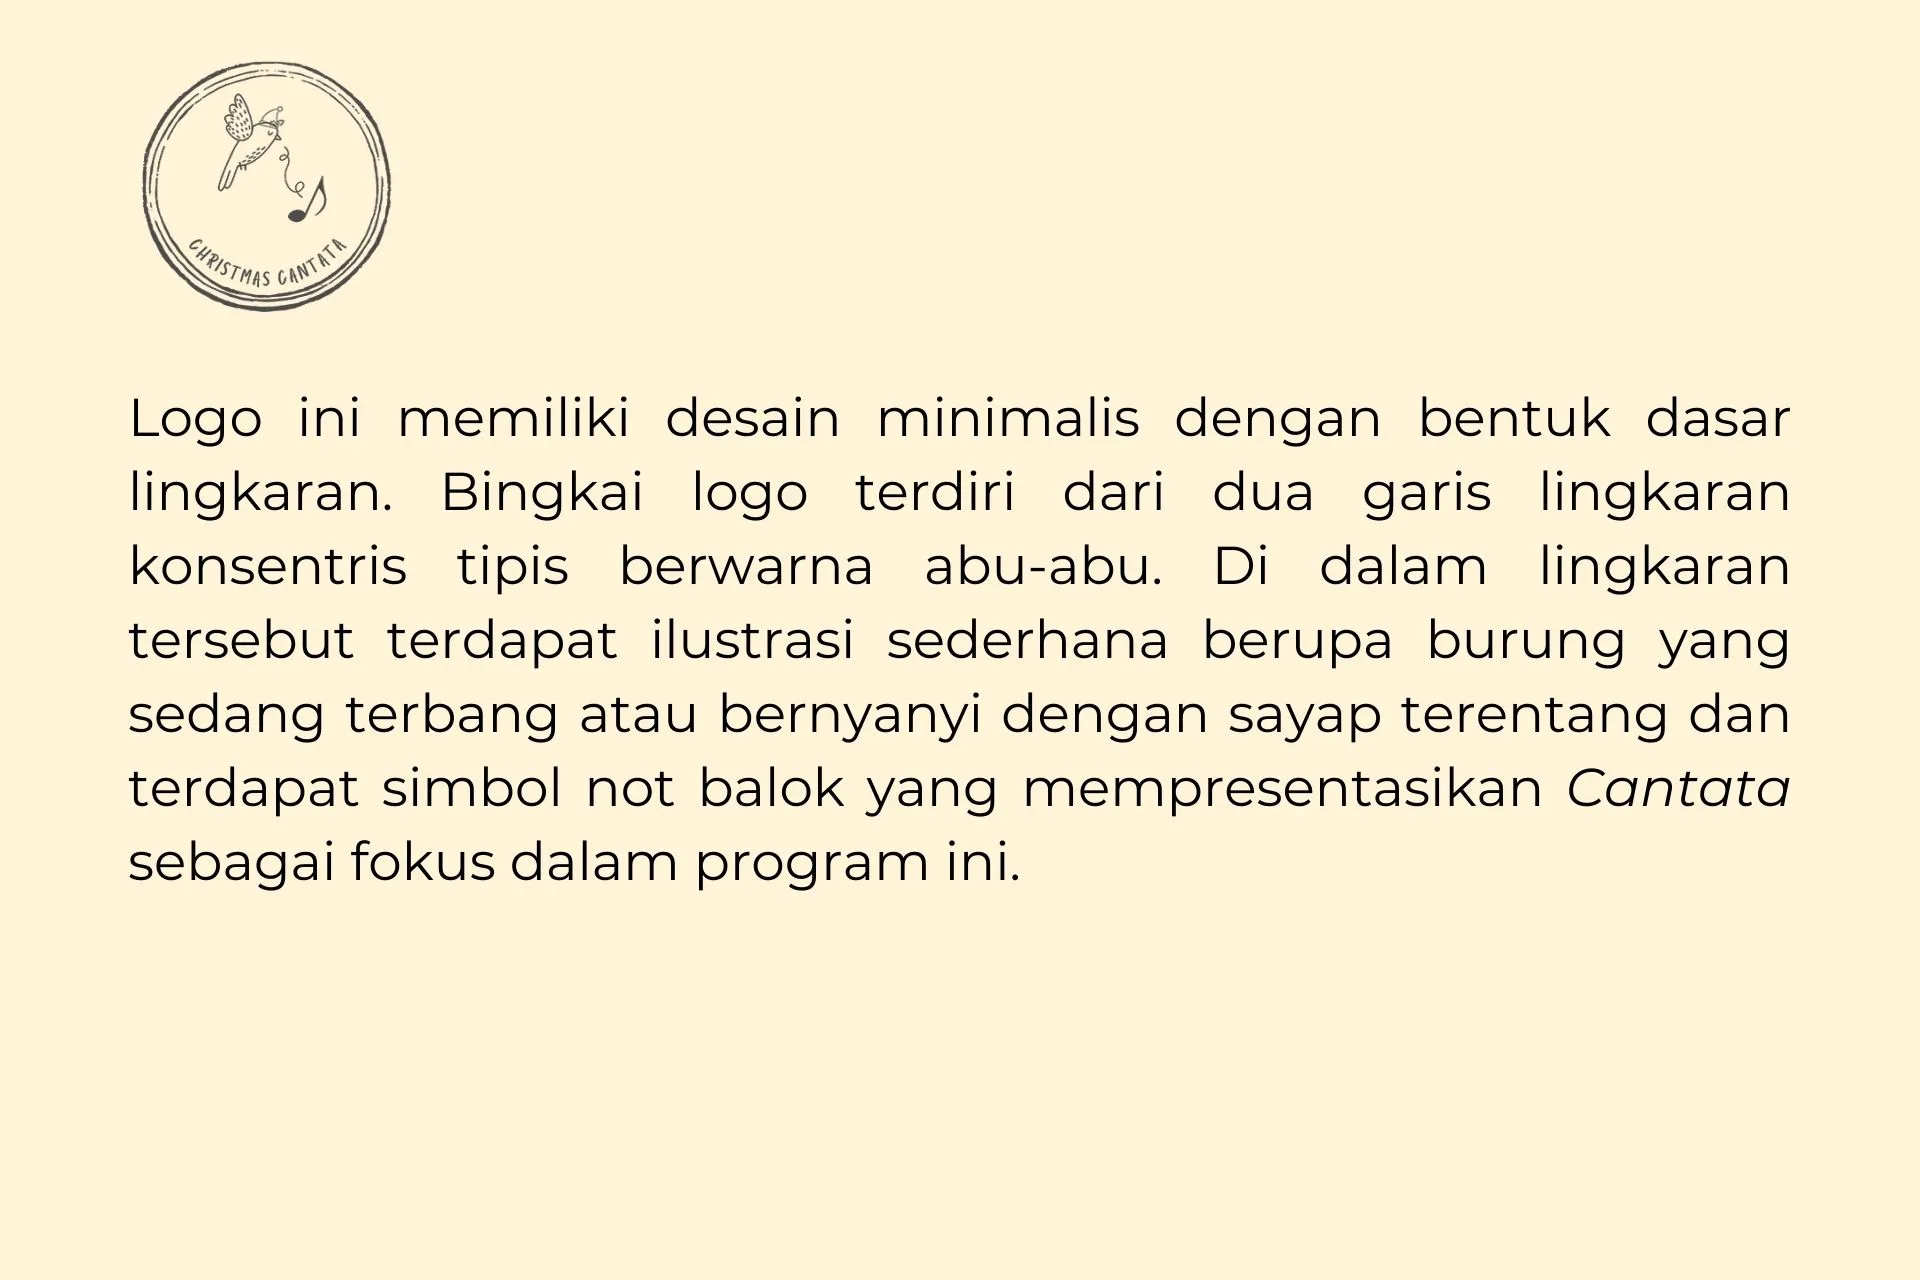 CHRISTMAS CANTATA
Logo ini memiliki desain minimalis dengan bentuk dasar
lingkaran. Bingkai logo terdiri dari dua garis lingkaran
konsentris tipis berwarna abu-abu. Di dalam lingkaran
tersebut terdapat ilustrasi sederhana berupa burung yang
sedang terbang atau bernyanyi dengan sayap terentang dan
terdapat simbol not balok yang mempresentasikan Cantata
sebagai fokus dalam program ini.